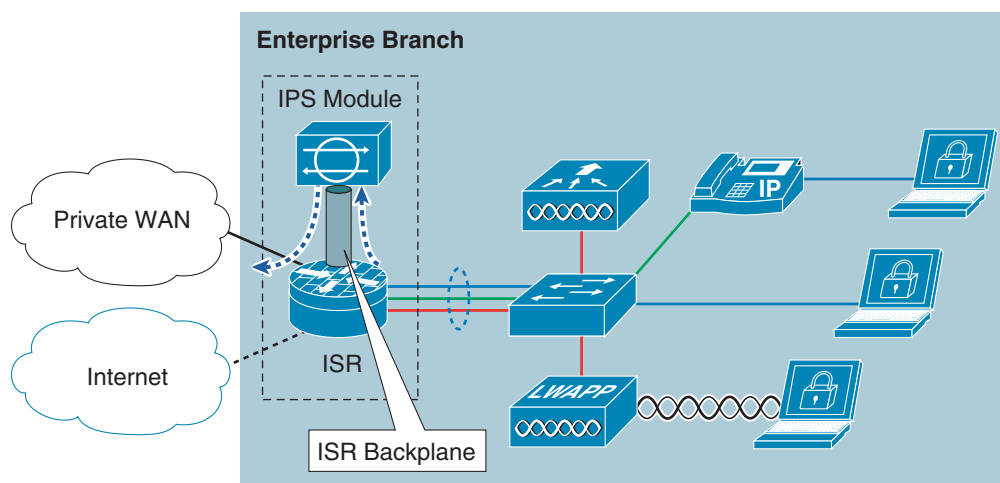 Enterprise Branch
IPS Module
IP
Private WAN
Internet
ISR
LWAPP
ISR Backplane